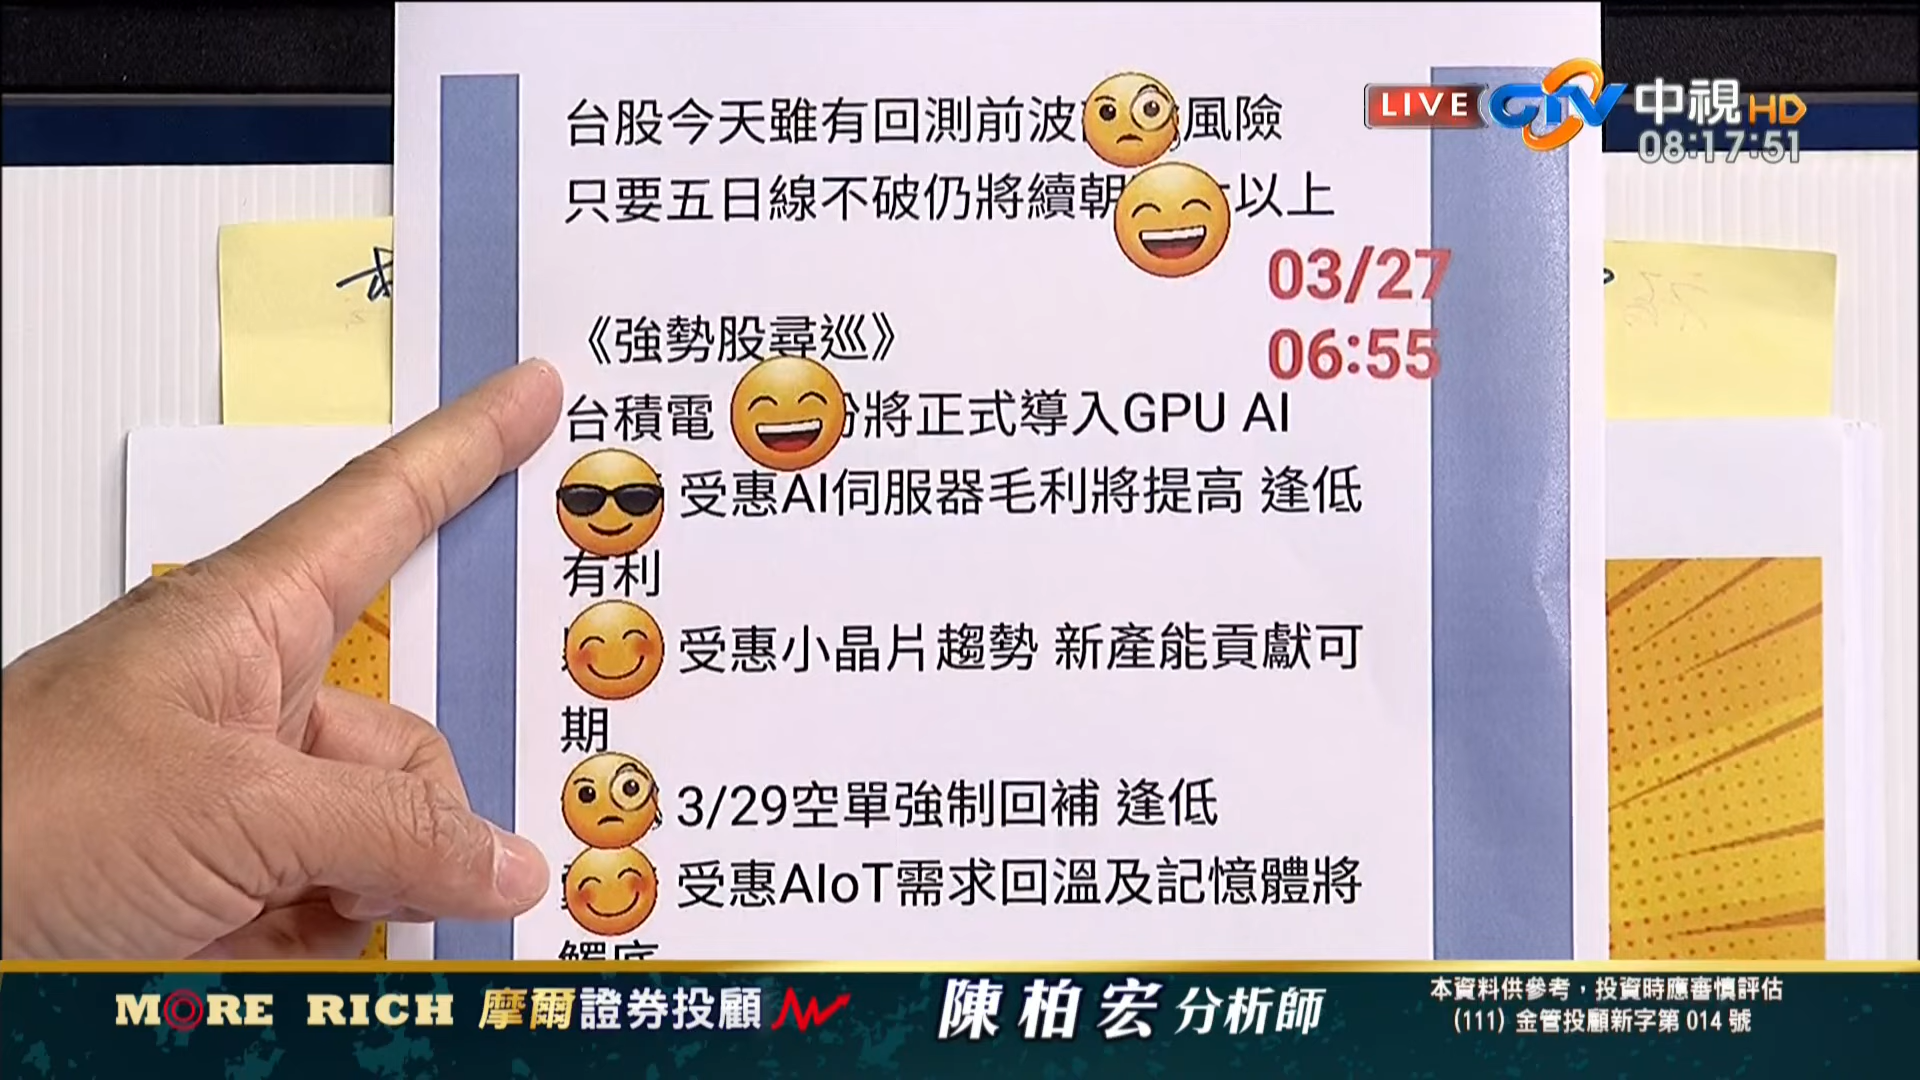 台股今天雖有回測前波 風險
只要五日線不破仍將續朝 以上
03/27
06:55
《強勢股尋巡》
台積電 將正式導入GPU AI
受惠AI伺服器毛利將提高 逢低
有利
受惠小晶片趨勢 新產能貢獻可
期
3/29空單強制回補 逢低
受惠AIoT需求回溫及記憶體將
觸底
LIVE CTV 中視HD
08:17:51
MORE RICH 摩爾證券投顧
陳柏宏 分析師
本資料供參考，投資時應審慎評估
(111) 金管投顧新字第 014 號